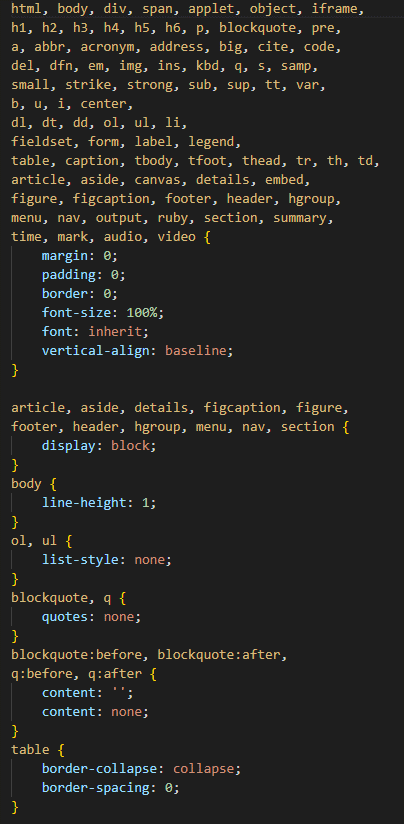 html, body, div, span, applet, object, iframe,
h1, h2, h3, h4, h5, h6, p, blockquote, pre,
a, abbr, acronym, address, big, cite, code,
del, dfn, em, img, ins, kbd, q, s, samp,
small, strike, strong, sub, sup, tt, var,
b, u, i, center,
dl, dt, dd, ol, ul, li,
fieldset, form, label, legend,
table, caption, tbody, tfoot, thead, tr, th, td,
article, aside, canvas, details, embed,
figure, figcaption, footer, header, hgroup,
menu, nav, output, ruby, section, summary,
time, mark, audio, video {
    margin: 0;
    padding: 0;
    border: 0;
    font-size: 100%;
    font: inherit;
    vertical-align: baseline;
}

article, aside, details, figcaption, figure,
footer, header, hgroup, menu, nav, section {
    display: block;
}
body {
    line-height: 1;
}
ol, ul {
    list-style: none;
}
blockquote, q {
    quotes: none;
}
blockquote:before, blockquote:after,
q:before, q:after {
    content: '';
    content: none;
}
table {
    border-collapse: collapse;
    border-spacing: 0;
}